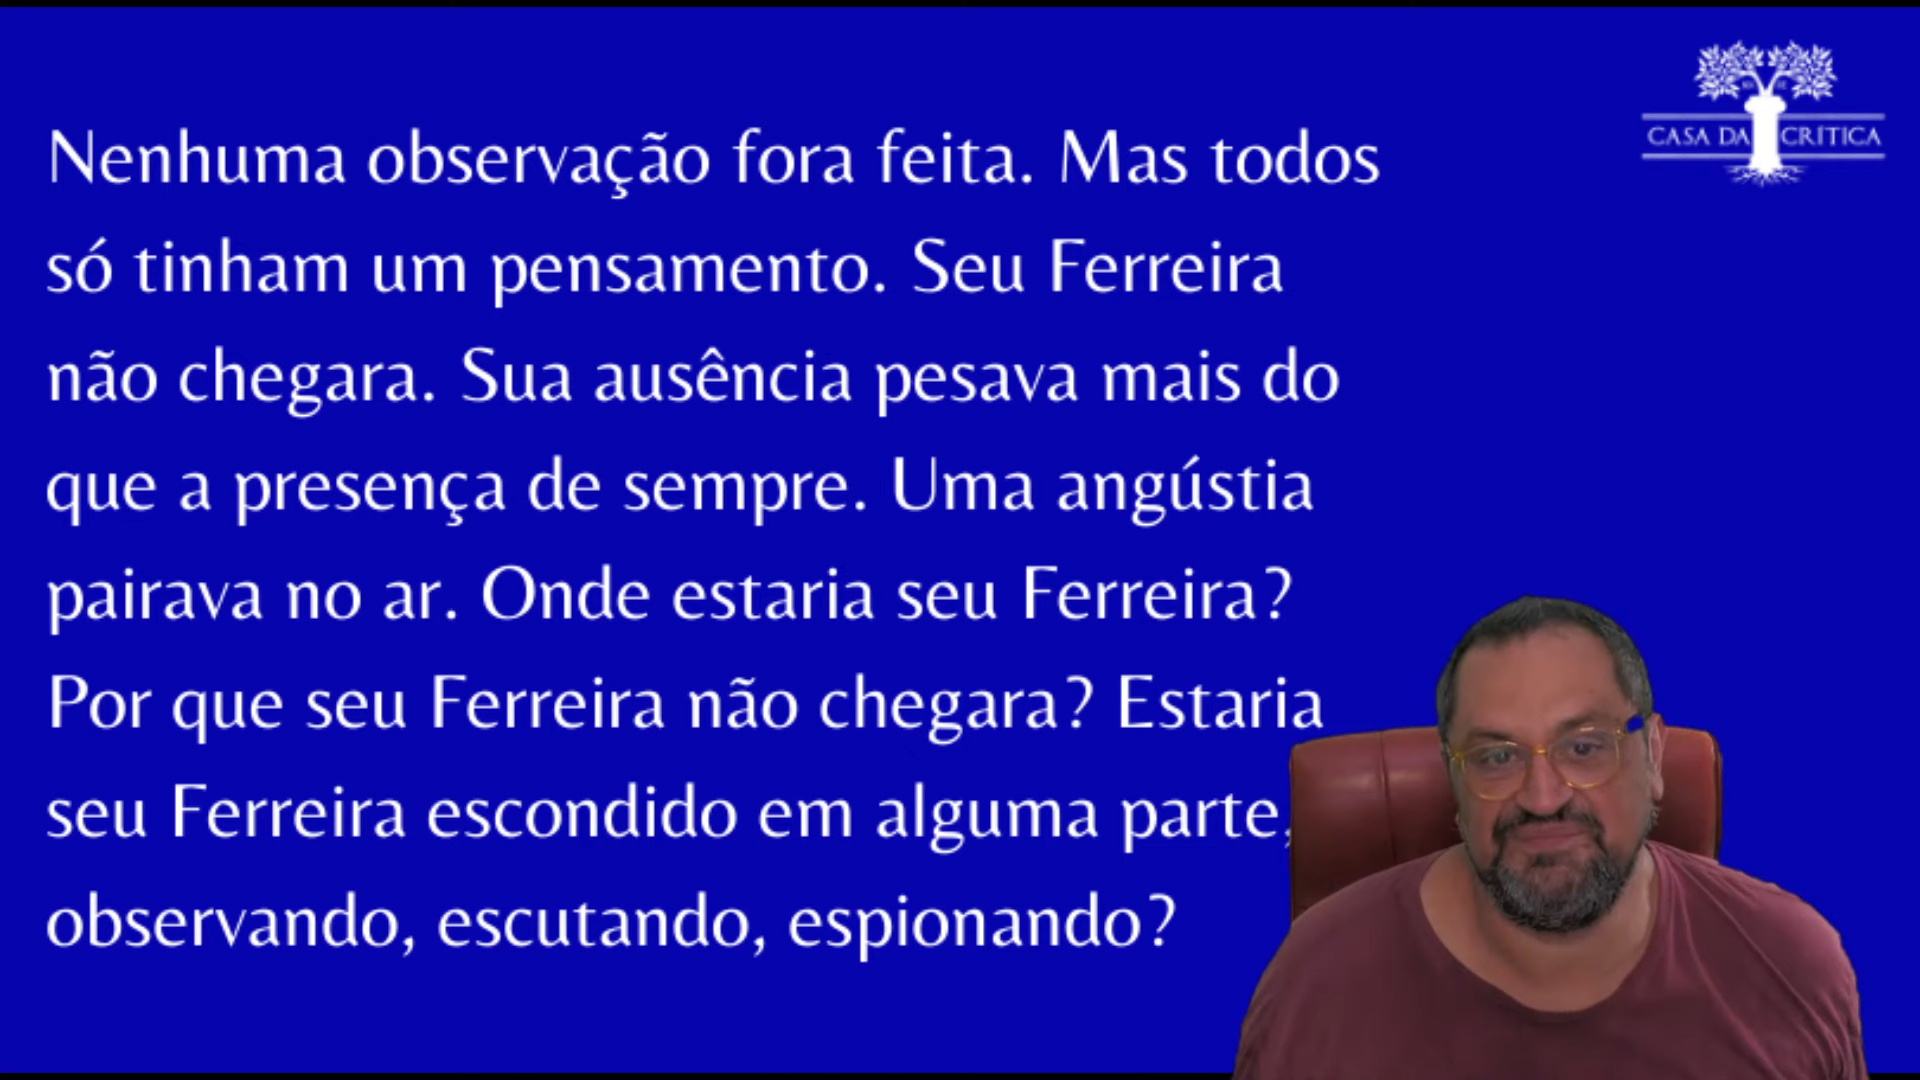 Nenhuma observação fora feita. Mas todos
só tinham um pensamento. Seu Ferreira
não chegara. Sua ausência pesava mais do
que a presença de sempre. Uma angústia
pairava no ar. Onde estaria seu Ferreira?
Por que seu Ferreira não chegara? Estaria
seu Ferreira escondido em alguma parte,
observando, escutando, espionando?
CASA DA CRÍTICA